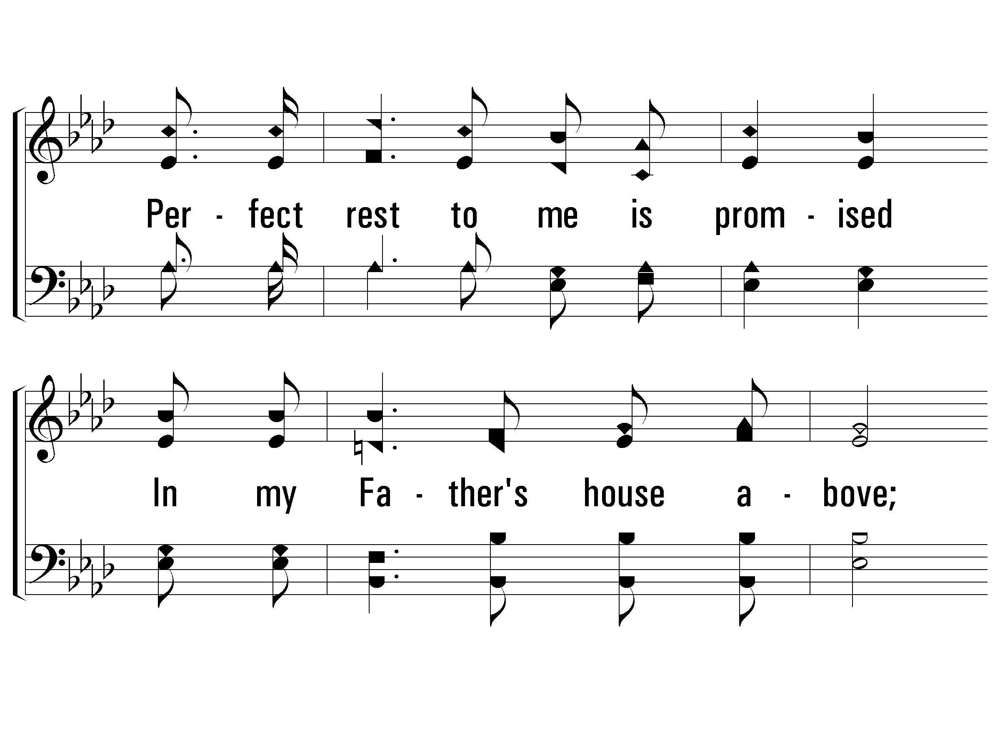 Per - fect rest to me is prom - ised
In my Fa - ther's house a - bove;